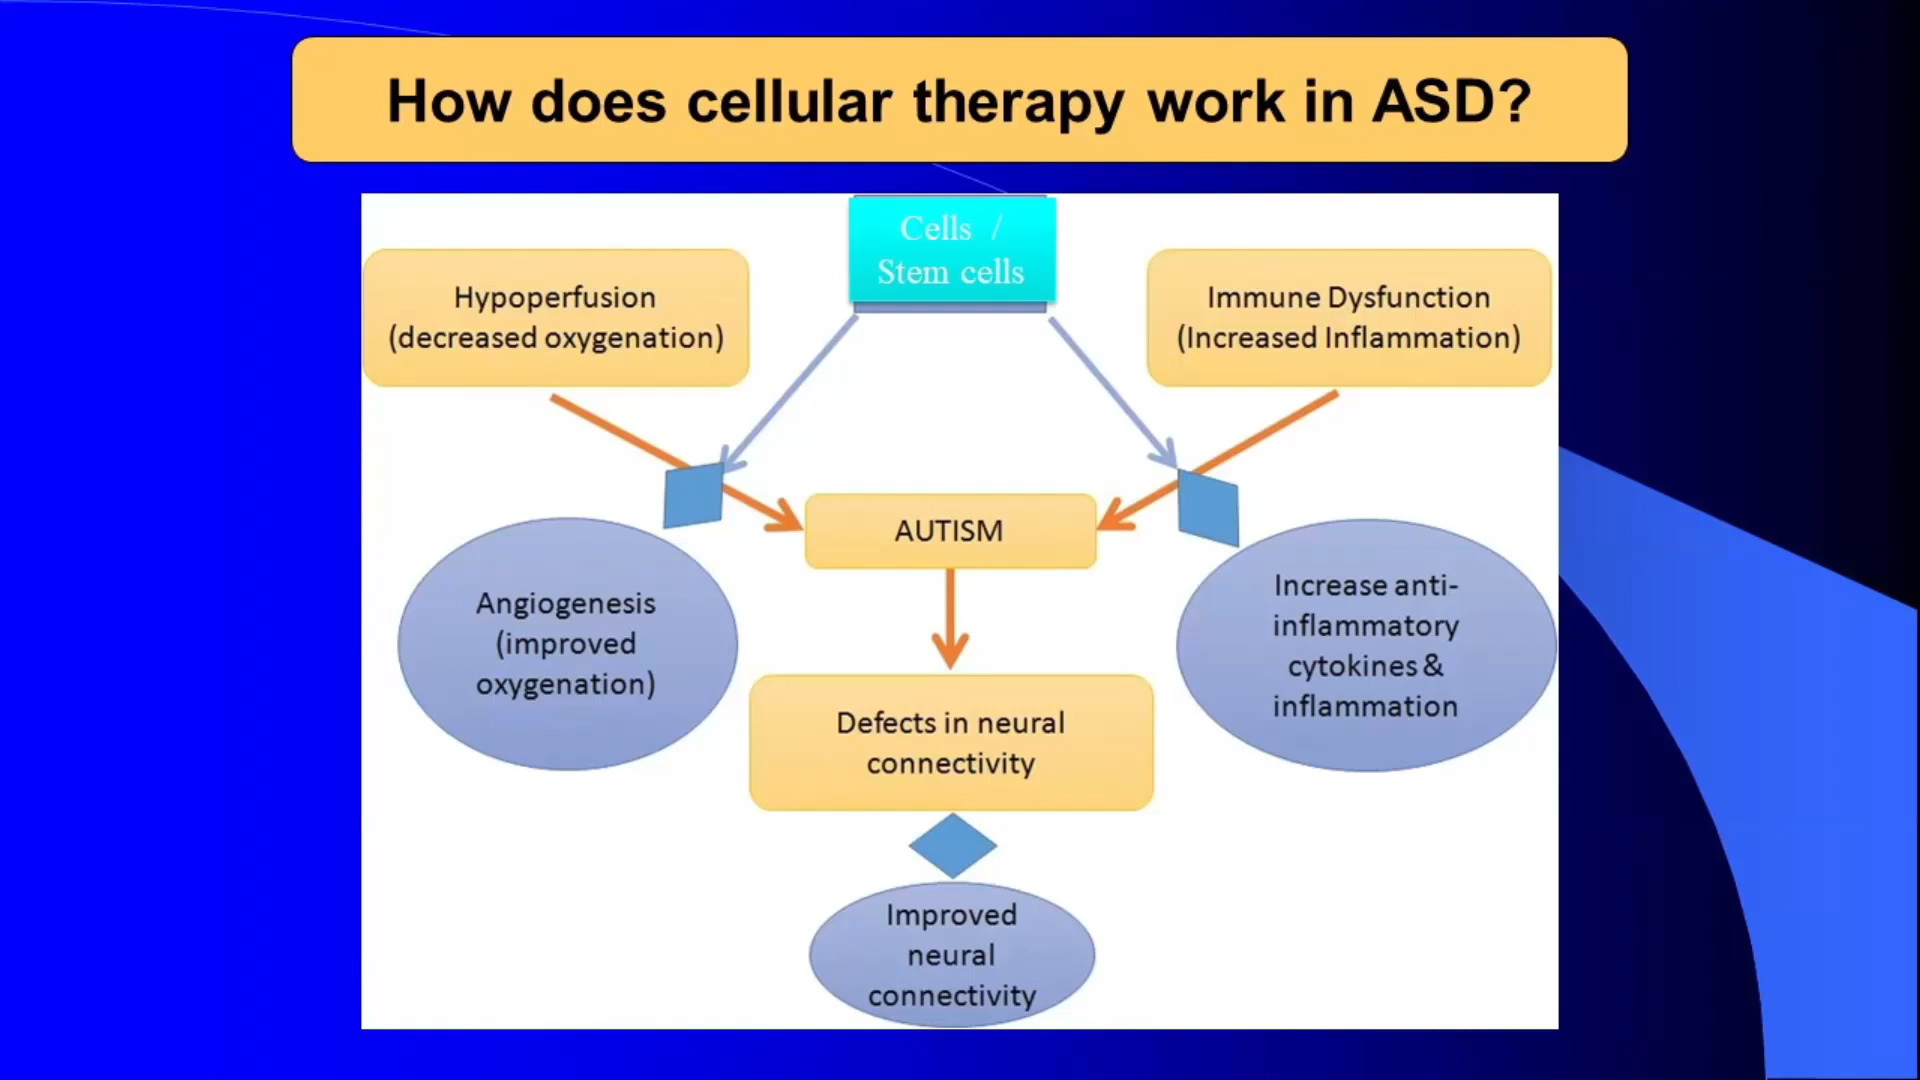 How does cellular therapy work in ASD?
Cells /
Stem cells
Hypoperfusion
(decreased oxygenation)
Immune Dysfunction
(Increased Inflammation)
AUTISM
Angiogenesis
(improved
oxygenation)
Increase anti-
inflammatory
cytokines &
inflammation
Defects in neural
connectivity
Improved
neural
connectivity